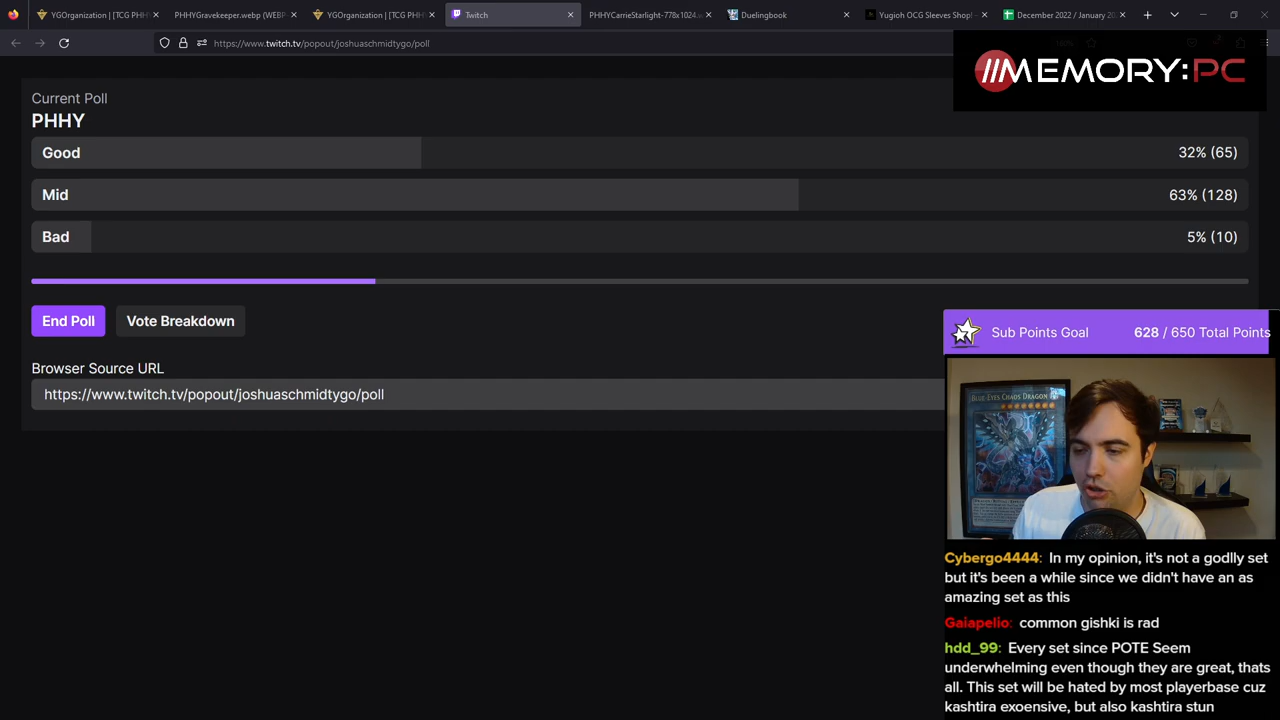 YGOrganization | [TCG PHH
PHHYGravekeeper.webp (WEBP
YGOrganization | [TCG PHH
Twitch
PHHYCarrieStarlight-778x1024.
Duelingbook
Yugioh OCG Sleeves Shop! –
December 2022 / January 20
https://www.twitch.tv/popout/joshuaschmidtygo/poll
MEMORY:PC
Current Poll
PHHY
Good 32% (65)
Mid 63% (128)
Bad 5% (10)
End Poll Vote Breakdown
Browser Source URL
https://www.twitch.tv/popout/joshuaschmidtygo/poll
Sub Points Goal 628 / 650 Total Points
BLUE-EYES CHAOS DRAGON
Cybergo4444: In my opinion, it's not a godlly set
but it's been a while since we didn't have an as
amazing set as this
Gaiapelio: common gishki is rad
hdd_99: Every set since POTE Seem
underwhelming even though they are great, thats
all. This set will be hated by most playerbase cuz
kashtira exoensive, but also kashtira stun